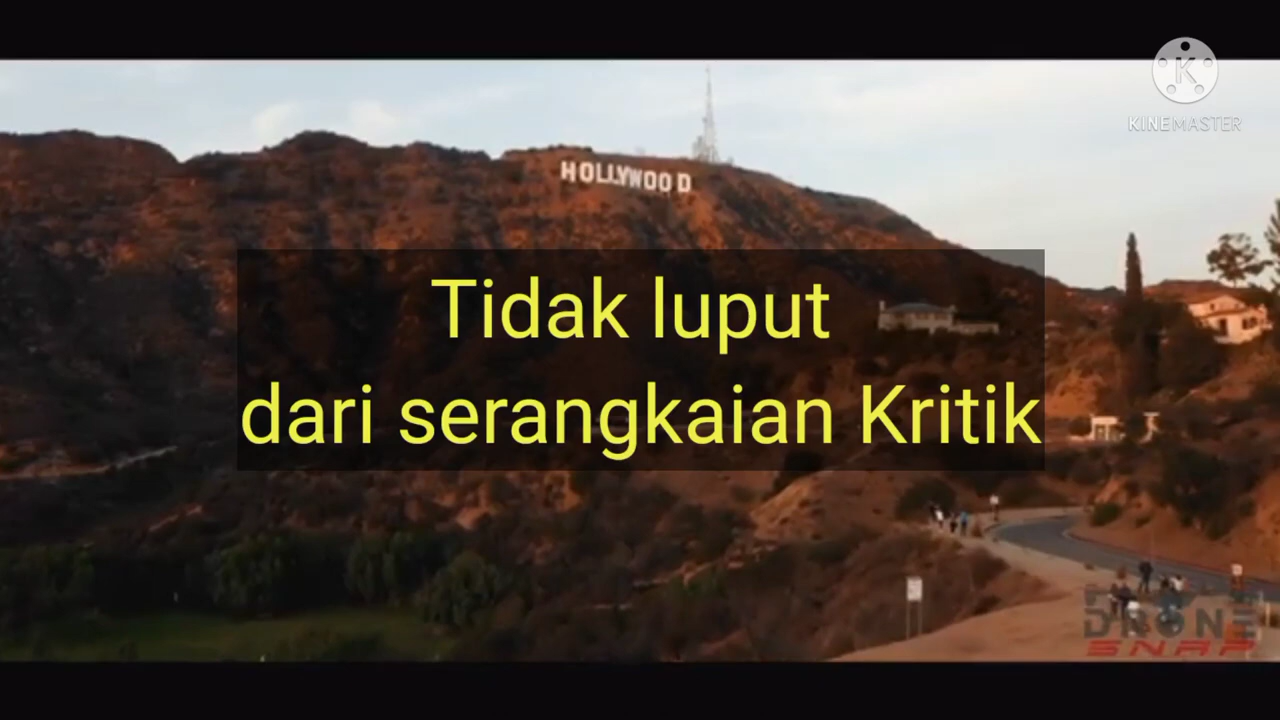 K
KINEMASTER
HOLLYWOOD
Tidak luput
dari serangkaian Kritik
DRONE
SNAP